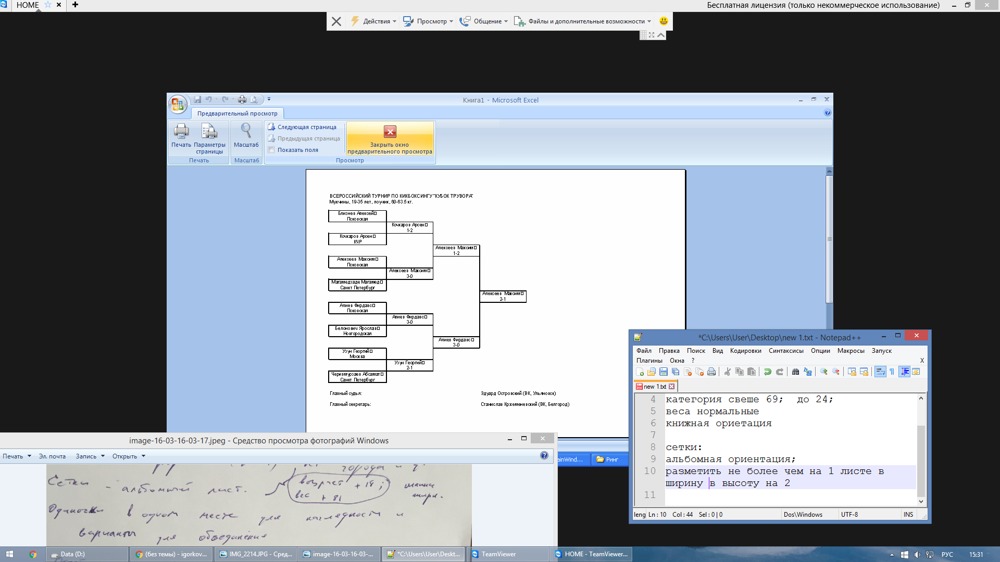 HOME
Бесплатная лицензия (только некоммерческое использование)
Действия
Просмотр
Общение
Файлы и дополнительные возможности
Книга1 - Microsoft Excel
Предварительный просмотр
Печать
Параметры страницы
Масштаб
Следующая страница
Предыдущая страница
Показать поля
Закрыть окно
предварительного просмотра
Печать
Масштаб
Просмотр
ВСЕРОССИЙСКИЙ ТУРНИР ПО КИКБОКСИНГУ "КУБОК ТРУВОРА"
Мужчины, 19-35 лет, лоу-кик, 60-63.5 кг.
Близнев Алексей
Псковская
Кочкаров Арсен
1-2
Кочкаров Арсен
КЧР
Алексеев Максим
1-2
Алексеев Максим
Псковская
Алексеев Максим
3-0
Магамедзаде Магамед
Санкт Петербург
Алексеев Максим
2-1
Алиев Фирдавс
Псковская
Алиев Фирдавс
3-0
Белонович Ярослав
Новгородская
Алиев Фирдавс
3-0
Узун Георгий
Москва
Узун Георгий
2-1
Черивмурзаев Абсамат
Санкт Петербург
Главный судья:
Эдуард Островский (ВК, Ульяновск)
Главный секретарь:
Станислав Кржеменевский (ВК, Белгород)
*C:\Users\User\Desktop\new 1.txt - Notepad++
Файл Правка Поиск Вид Кодировки Синтаксисы Опции Макросы Запуск
Плагины Окна ? X
new 1.txt
4 категория свеше 69; до 24;
5 веса нормальные
6 книжная ориетация
7
8 сетки:
9 альбомная ориентация;
10 разметить не более чем на 1 листе в
ширину в высоту на 2
11
leng Ln : 10 Col : 44 Sel : 0 | 0 Dos\Windows UTF-8 INS
ainWind...
Ринг
image-16-03-16-03-17.jpeg - Средство просмотра фотографий Windows
Печать Эл. почта Запись Открыть
города и
Сетки - альбомный лист. возраст + 18;
вес + 81
Одиночки в одном месте для наглядности и
варианты для объединения
Data (D:)
(без темы) - igorkov...
IMG_2214.JPG - Сред...
image-16-03-16-03-...
*C:\Users\User\Deskt...
TeamViewer
HOME - TeamViewer...
РУС
15:31